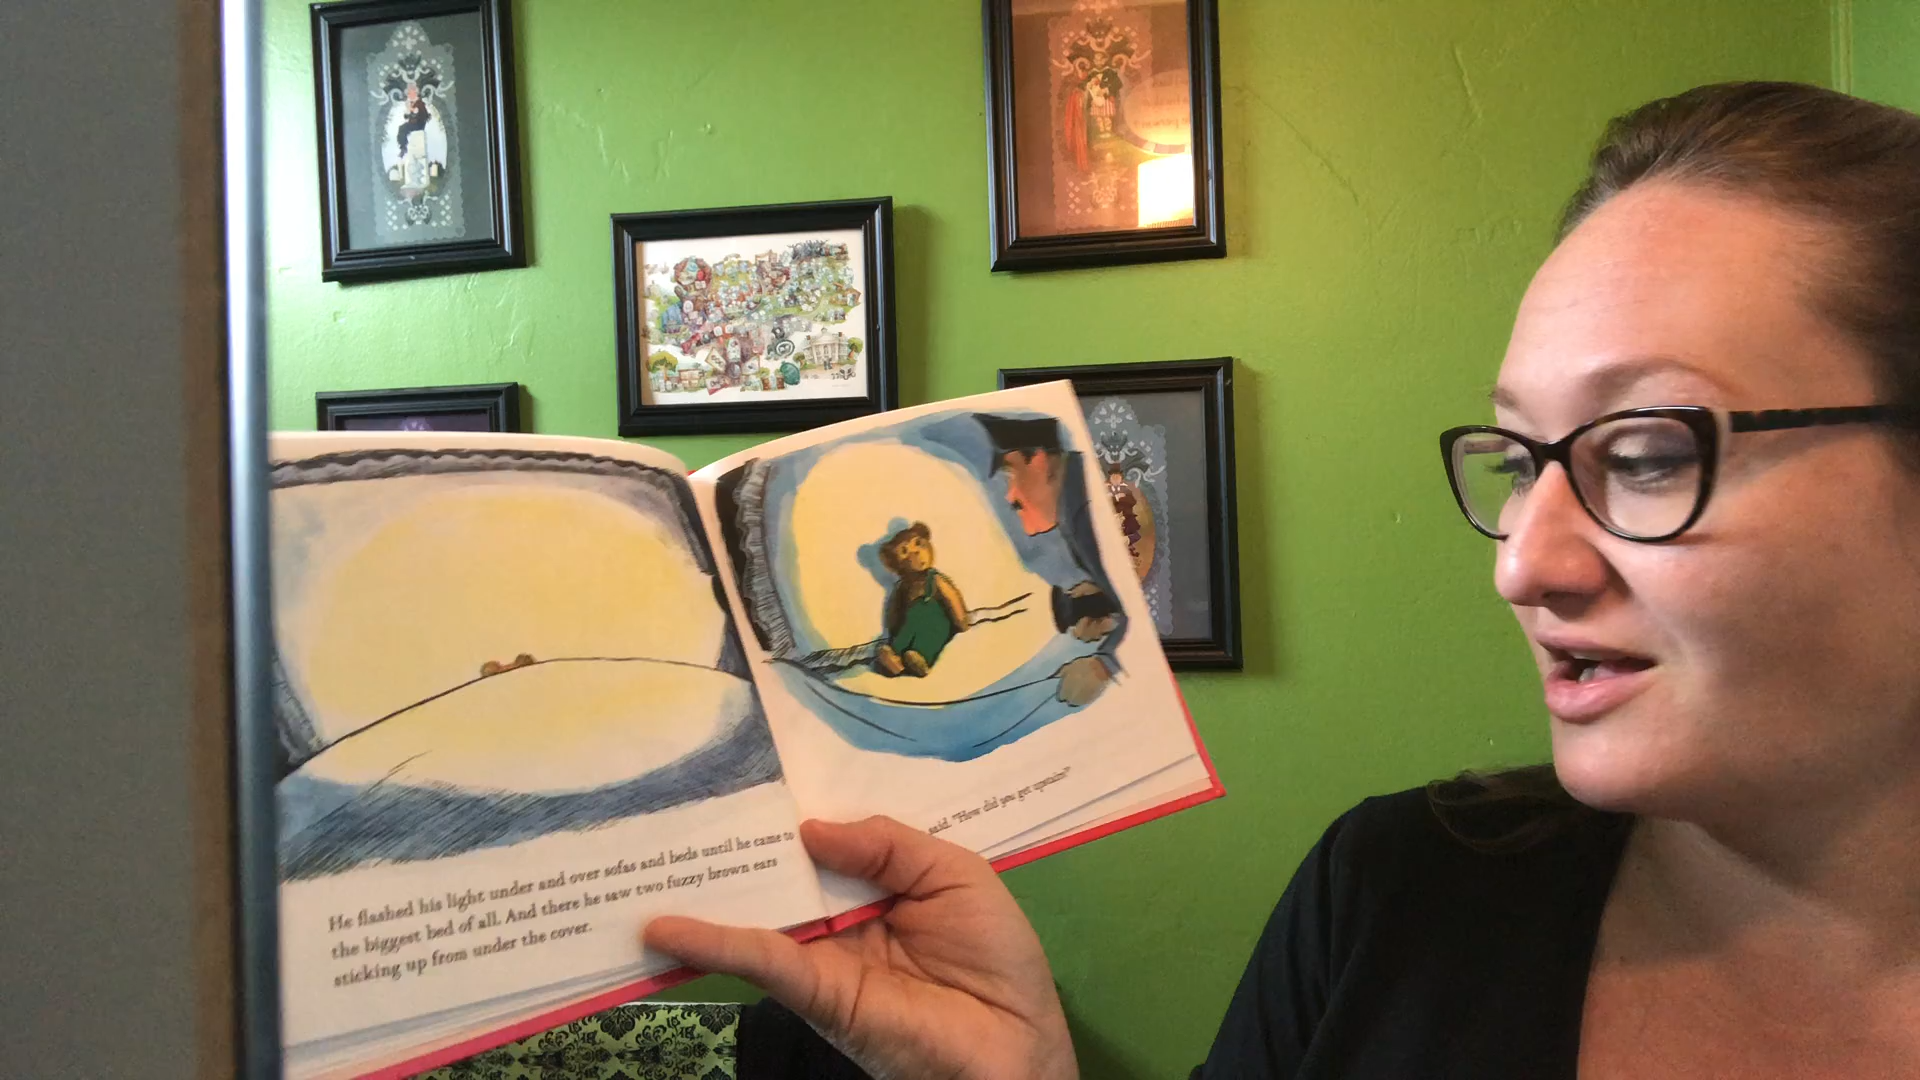 He flashed his light under and over sofas and beds until he came to
the biggest bed of all. And there he saw two fuzzy brown ears
sticking up from under the cover.
said. "How did you get upstairs?"